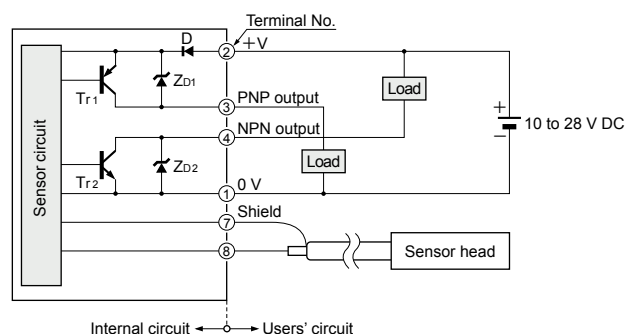 Terminal No.
D
2
+V
Tr1
ZD1
3
PNP output
Load
4
NPN output
+
10 to 28 V DC
−
Sensor circuit
Load
Tr2
ZD2
1
0 V
7
Shield
8
Sensor head
Internal circuit
Users' circuit